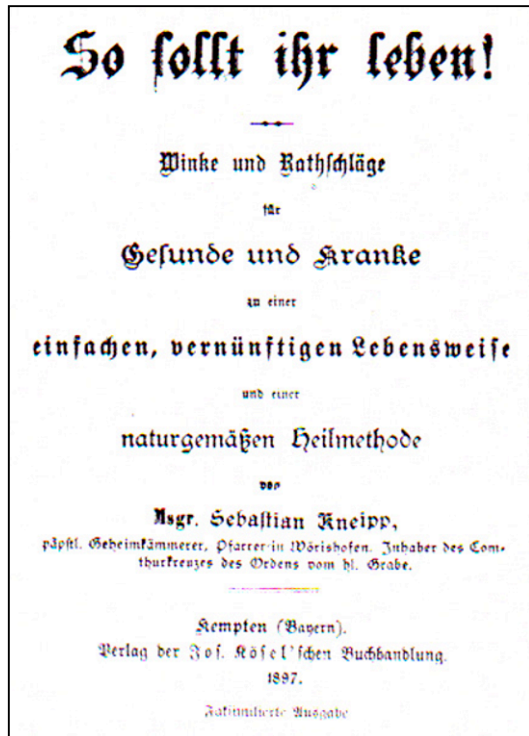 So sollt ihr leben!
Winke und Rathschläge
für
Gesunde und Kranke
zu einer
einfachen, vernünftigen Lebensweise
und einer
naturgemäßen Heilmethode
von
Msgr. Sebastian Kneipp,
päpstl. Geheimkämmerer, Pfarrer in Wörishofen. Inhaber des Com-
thurkreuzes des Ordens vom hl. Grabe.
Kempten (Bayern).
Verlag der Jos. Kösel'schen Buchhandlung.
1897.
Faksimilierte Ausgabe